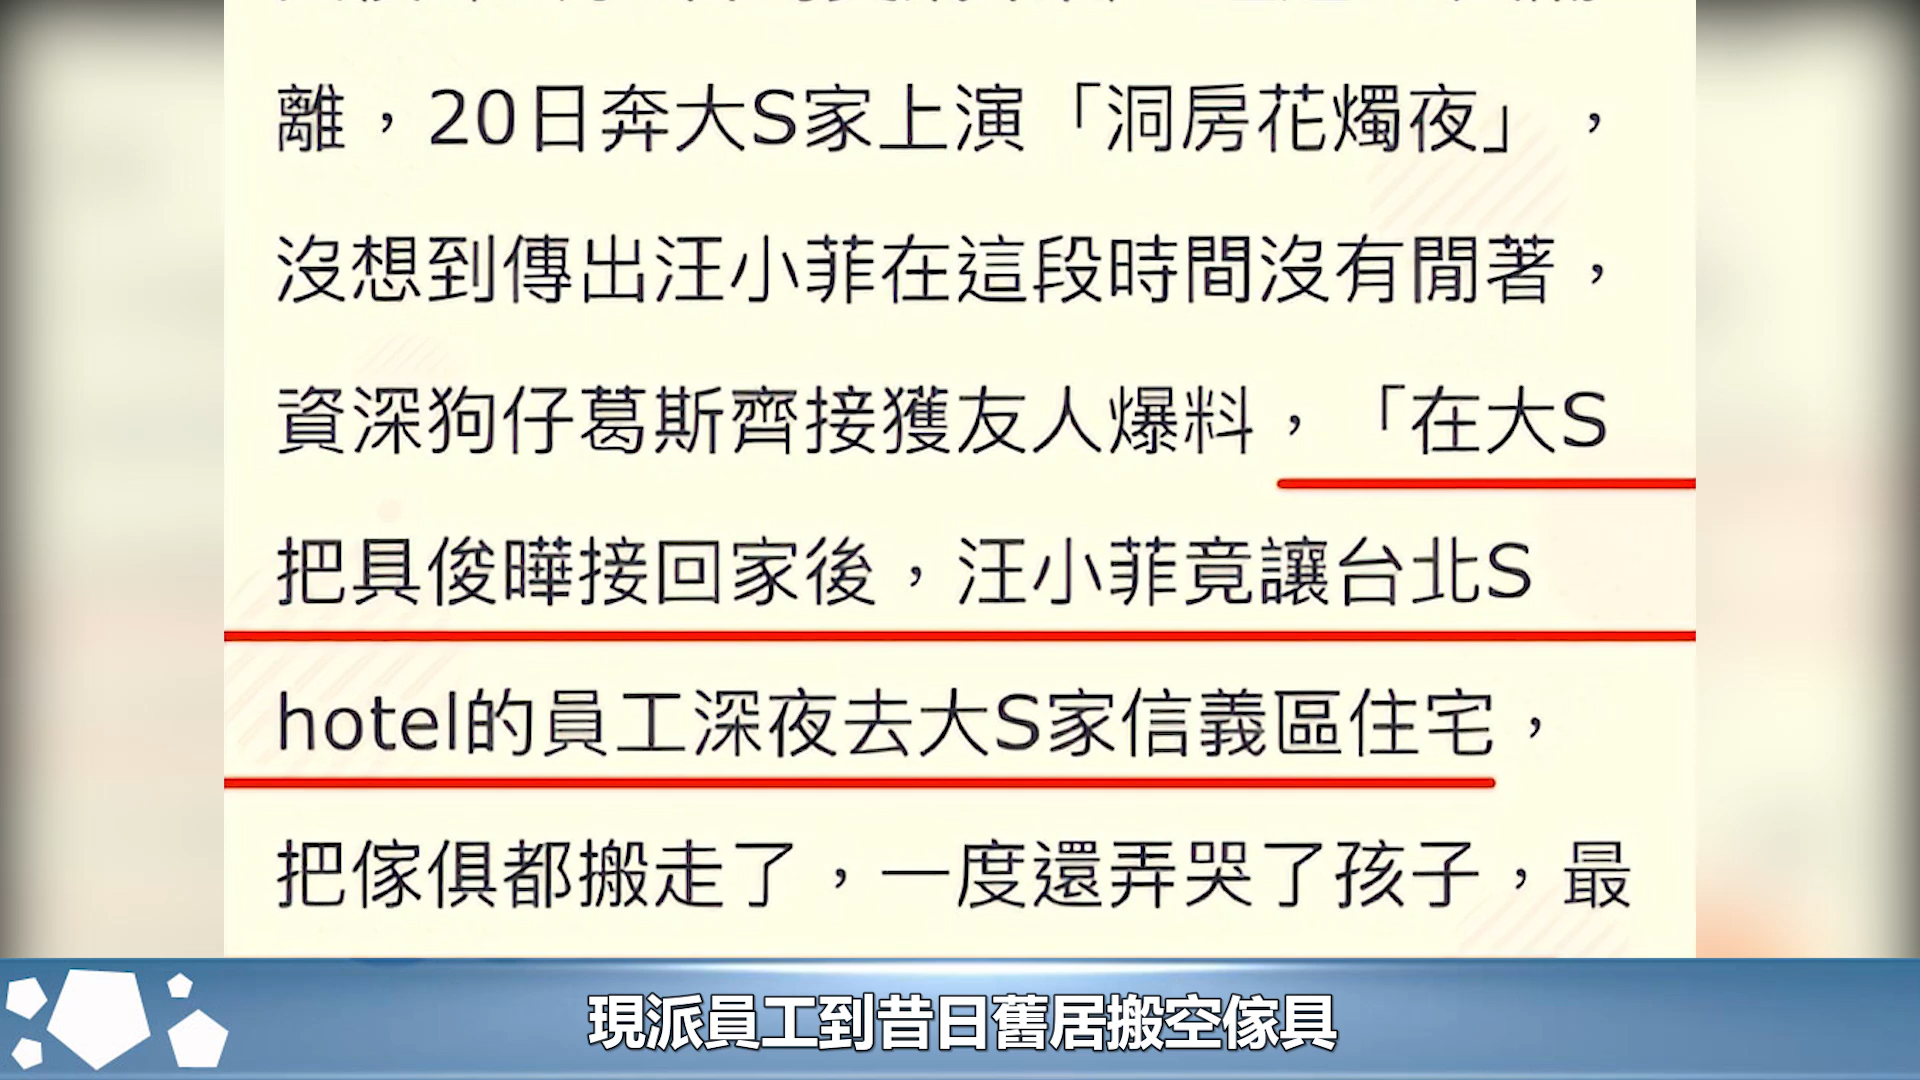 離，20日奔大S家上演「洞房花燭夜」，
沒想到傳出汪小菲在這段時間沒有閒著，
資深狗仔葛斯齊接獲友人爆料，「在大S
把具俊曄接回家後，汪小菲竟讓台北S
hotel的員工深夜去大S家信義區住宅，
把傢俱都搬走了，一度還弄哭了孩子，最
現派員工到昔日舊居搬空傢具